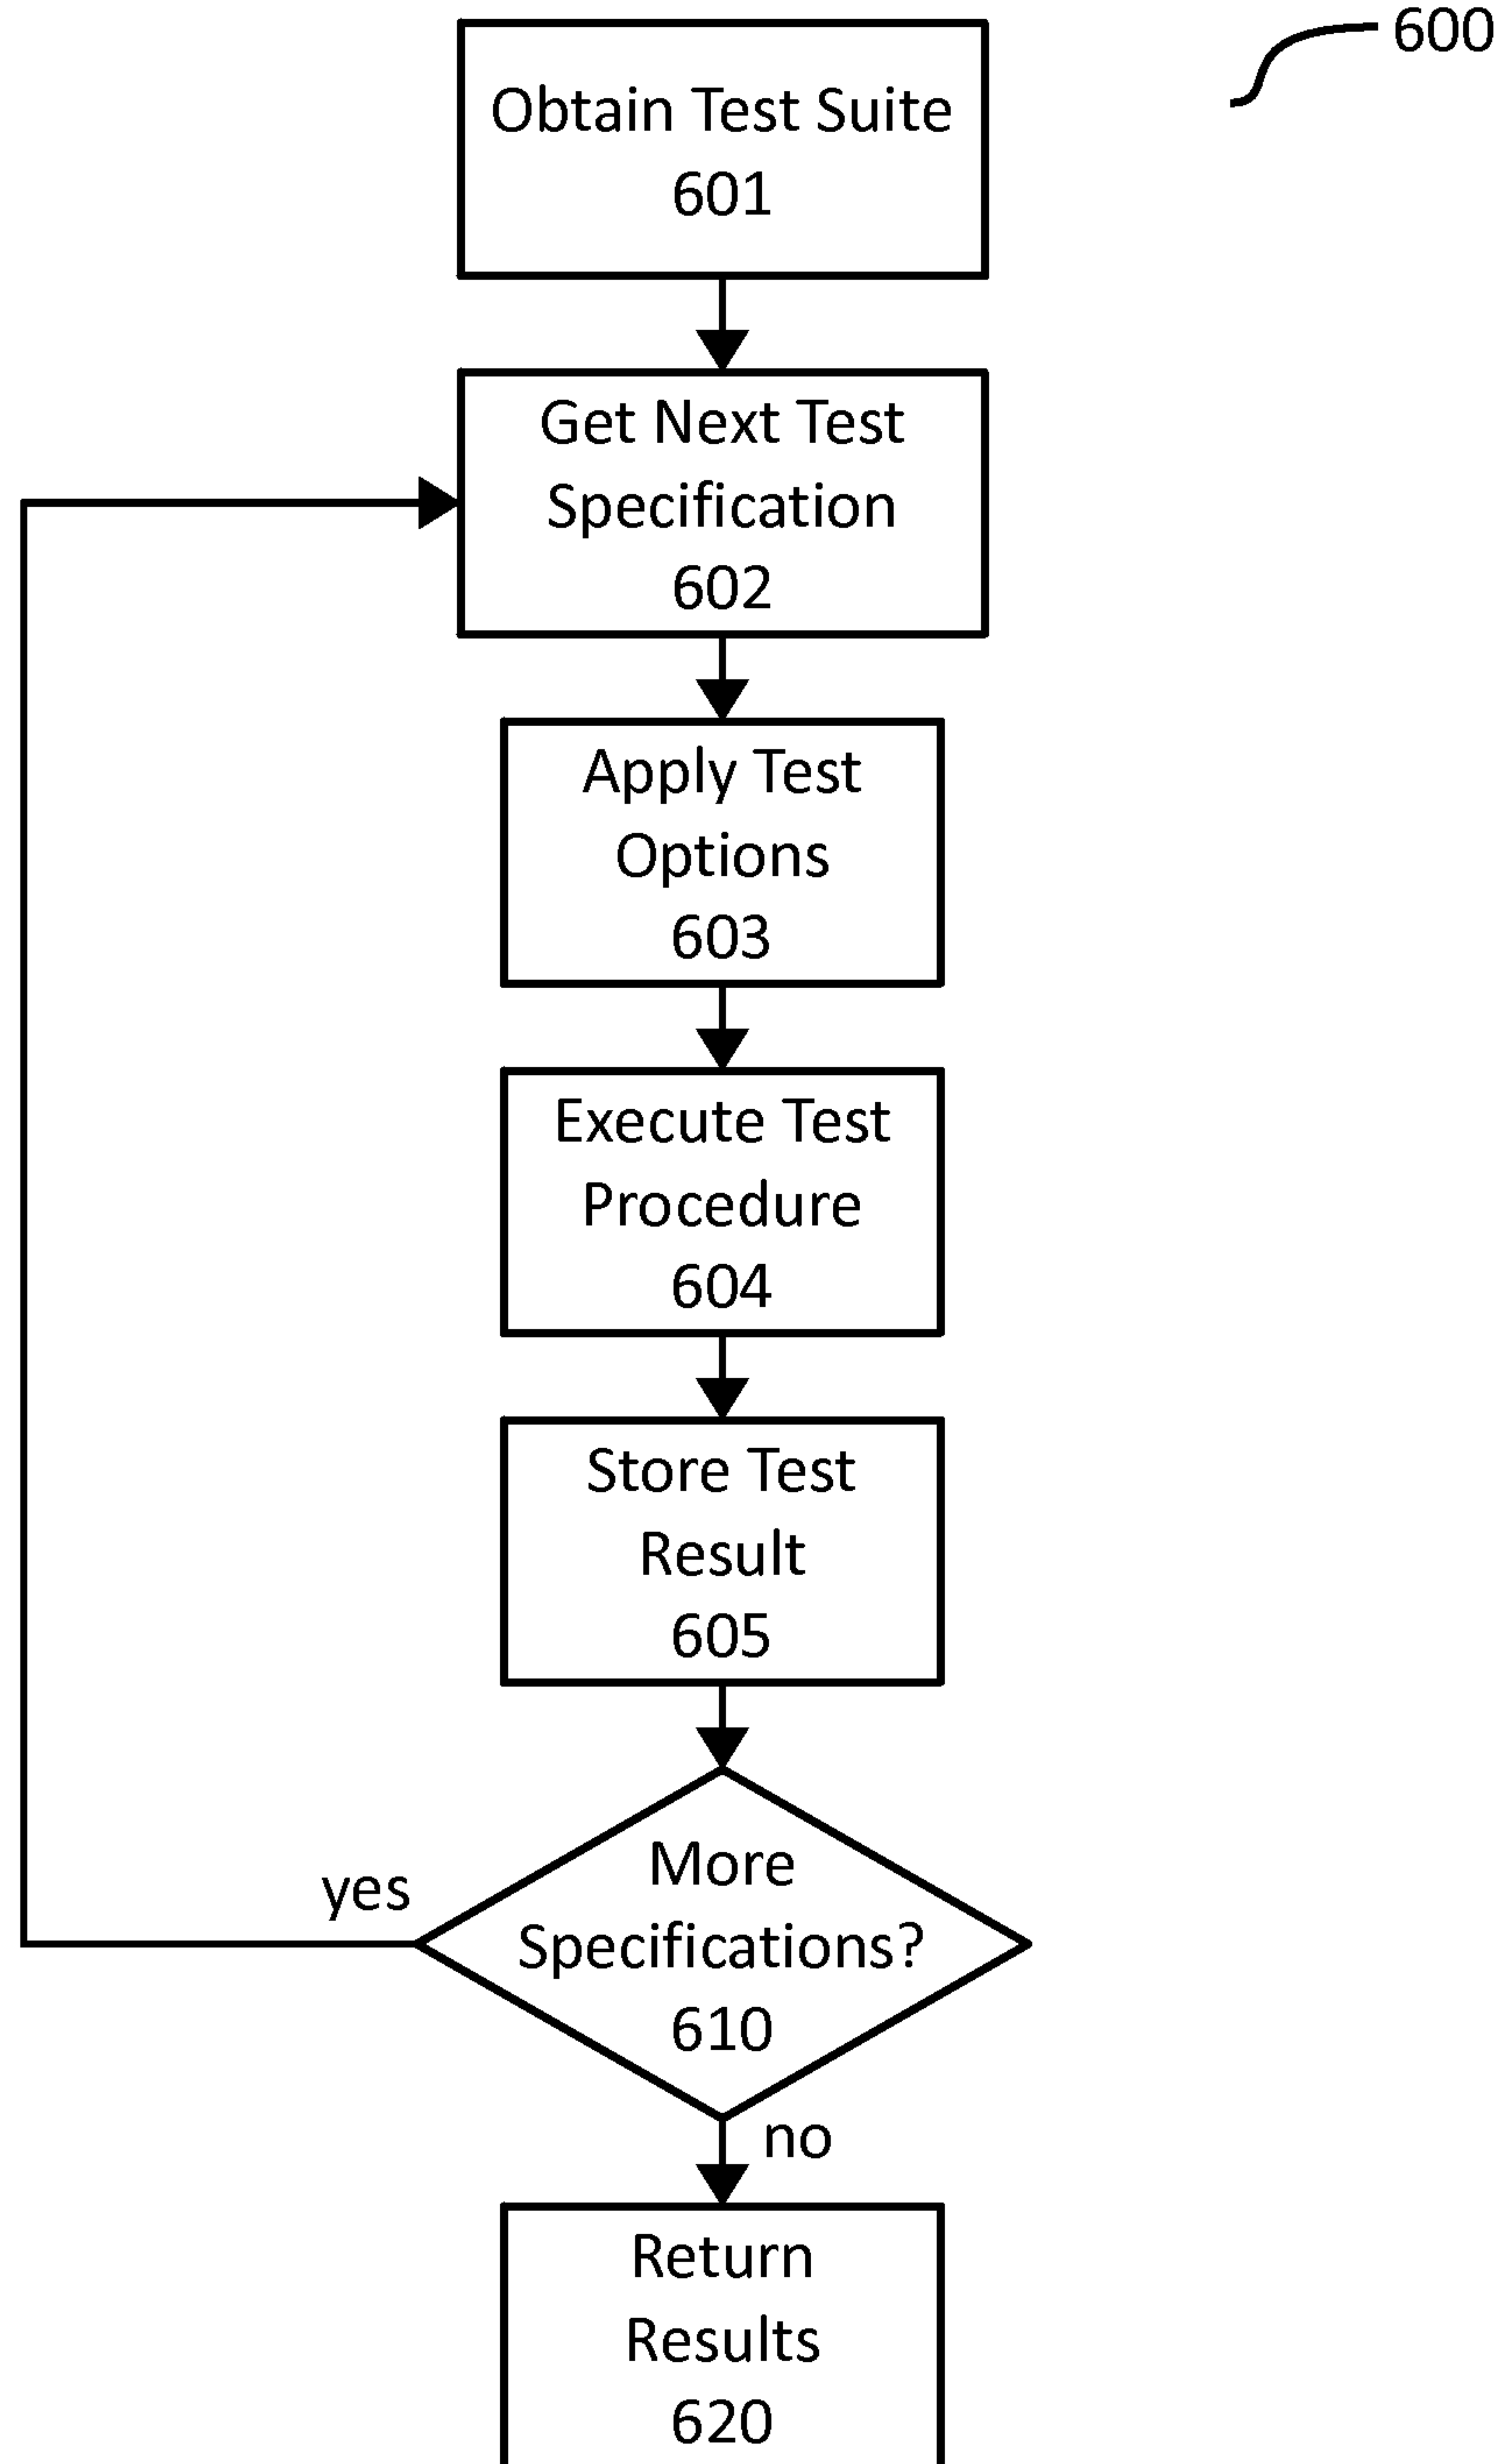 600
Obtain Test Suite
601
Get Next Test
Specification
602
Apply Test
Options
603
Execute Test
Procedure
604
Store Test
Result
605
More
Specifications?
610
yes
no
Return
Results
620